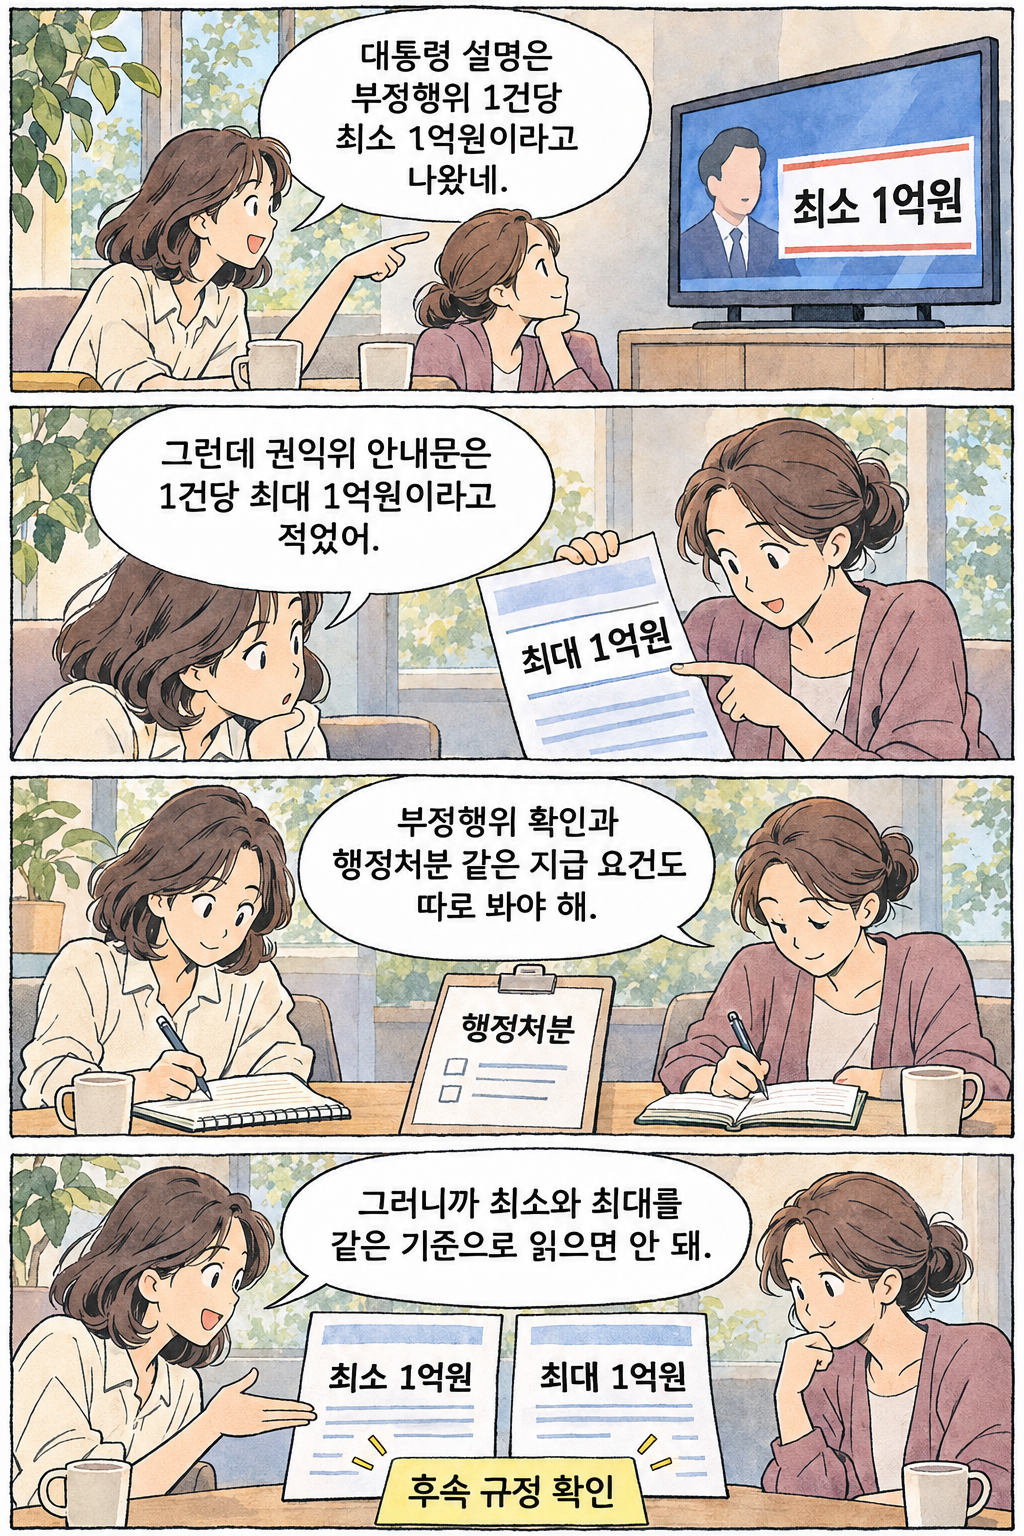 대통령 설명은
부정행위 1건당
최소 1억원이라고
나왔네.
최소 1억원
그런데 권익위 안내문은
1건당 최대 1억원이라고
적었어.
최대 1억원
부정행위 확인과
행정처분 같은 지급 요건도
따로 봐야 해.
행정처분
그러니까 최소와 최대를
같은 기준으로 읽으면 안 돼.
최소 1억원
최대 1억원
후속 규정 확인